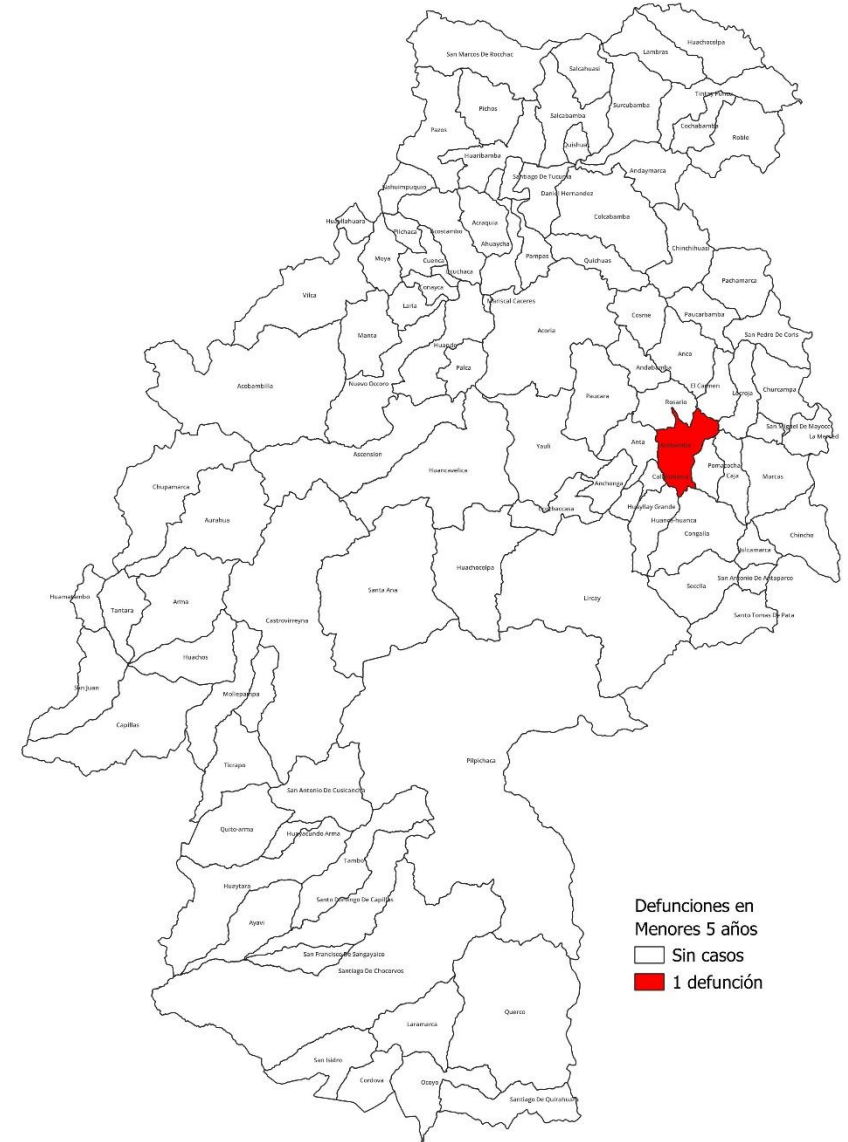 Huachocolpa
Lambras
San Marcos De Rocchac
Salcahuasi
Tintay Puncu
Surcubamba
Pichos
Salcabamba
Pazos
Cochabamba
Roble
Quishuar
Huaribamba
Andaymarca
Santiago De Tucuma
Ñahuimpuquio
Daniel Hernandez
Colcabamba
Huayllahuara
Acraquia
Pilchaca
Acostambo
Ahuaycha
Chinchihuasi
Moya
Cuenca
Pampas
Quichuas
Izcuchaca
Pachamarca
Conayca
Vilca
Mariscal Caceres
Laria
Cosme
Paucarbamba
Acoria
Manta
San Pedro De Coris
Huando
Anco
Palca
Andabamba
Acobambilla
Nuevo Occoro
El Carmen
Churcampa
Paucara
Locroja
Rosario
San Miguel De Mayocc
La Merced
Anta
Yauli
Ascension
Pomacocha
Huancavelica
Caja
Marcas
Chupamarca
Anchonga
Huayllay Grande
Aurahua
Huanca-huanca
Congalla
Chincho
Julcamarca
Huachocolpa
San Antonio De Antaparco
Secclla
Santa Ana
Arma
Lircay
Tantara
Santo Tomas De Pata
Castrovirreyna
Huachos
San Juan
Mollepampa
Capillas
Pilpichaca
Ticrapo
San Antonio De Cusicancha
Quito-arma
Huayacundo Arma
Tambo
Huaytara
Santo Domingo De Capillas
Ayavi
San Francisco De Sangayaico
Santiago De Chocorvos
Querco
Laramarca
San Isidro
Cordova
Ocoyo
Santiago De Quirahuara
Defunciones en
Menores 5 años
Sin casos
1 defunción